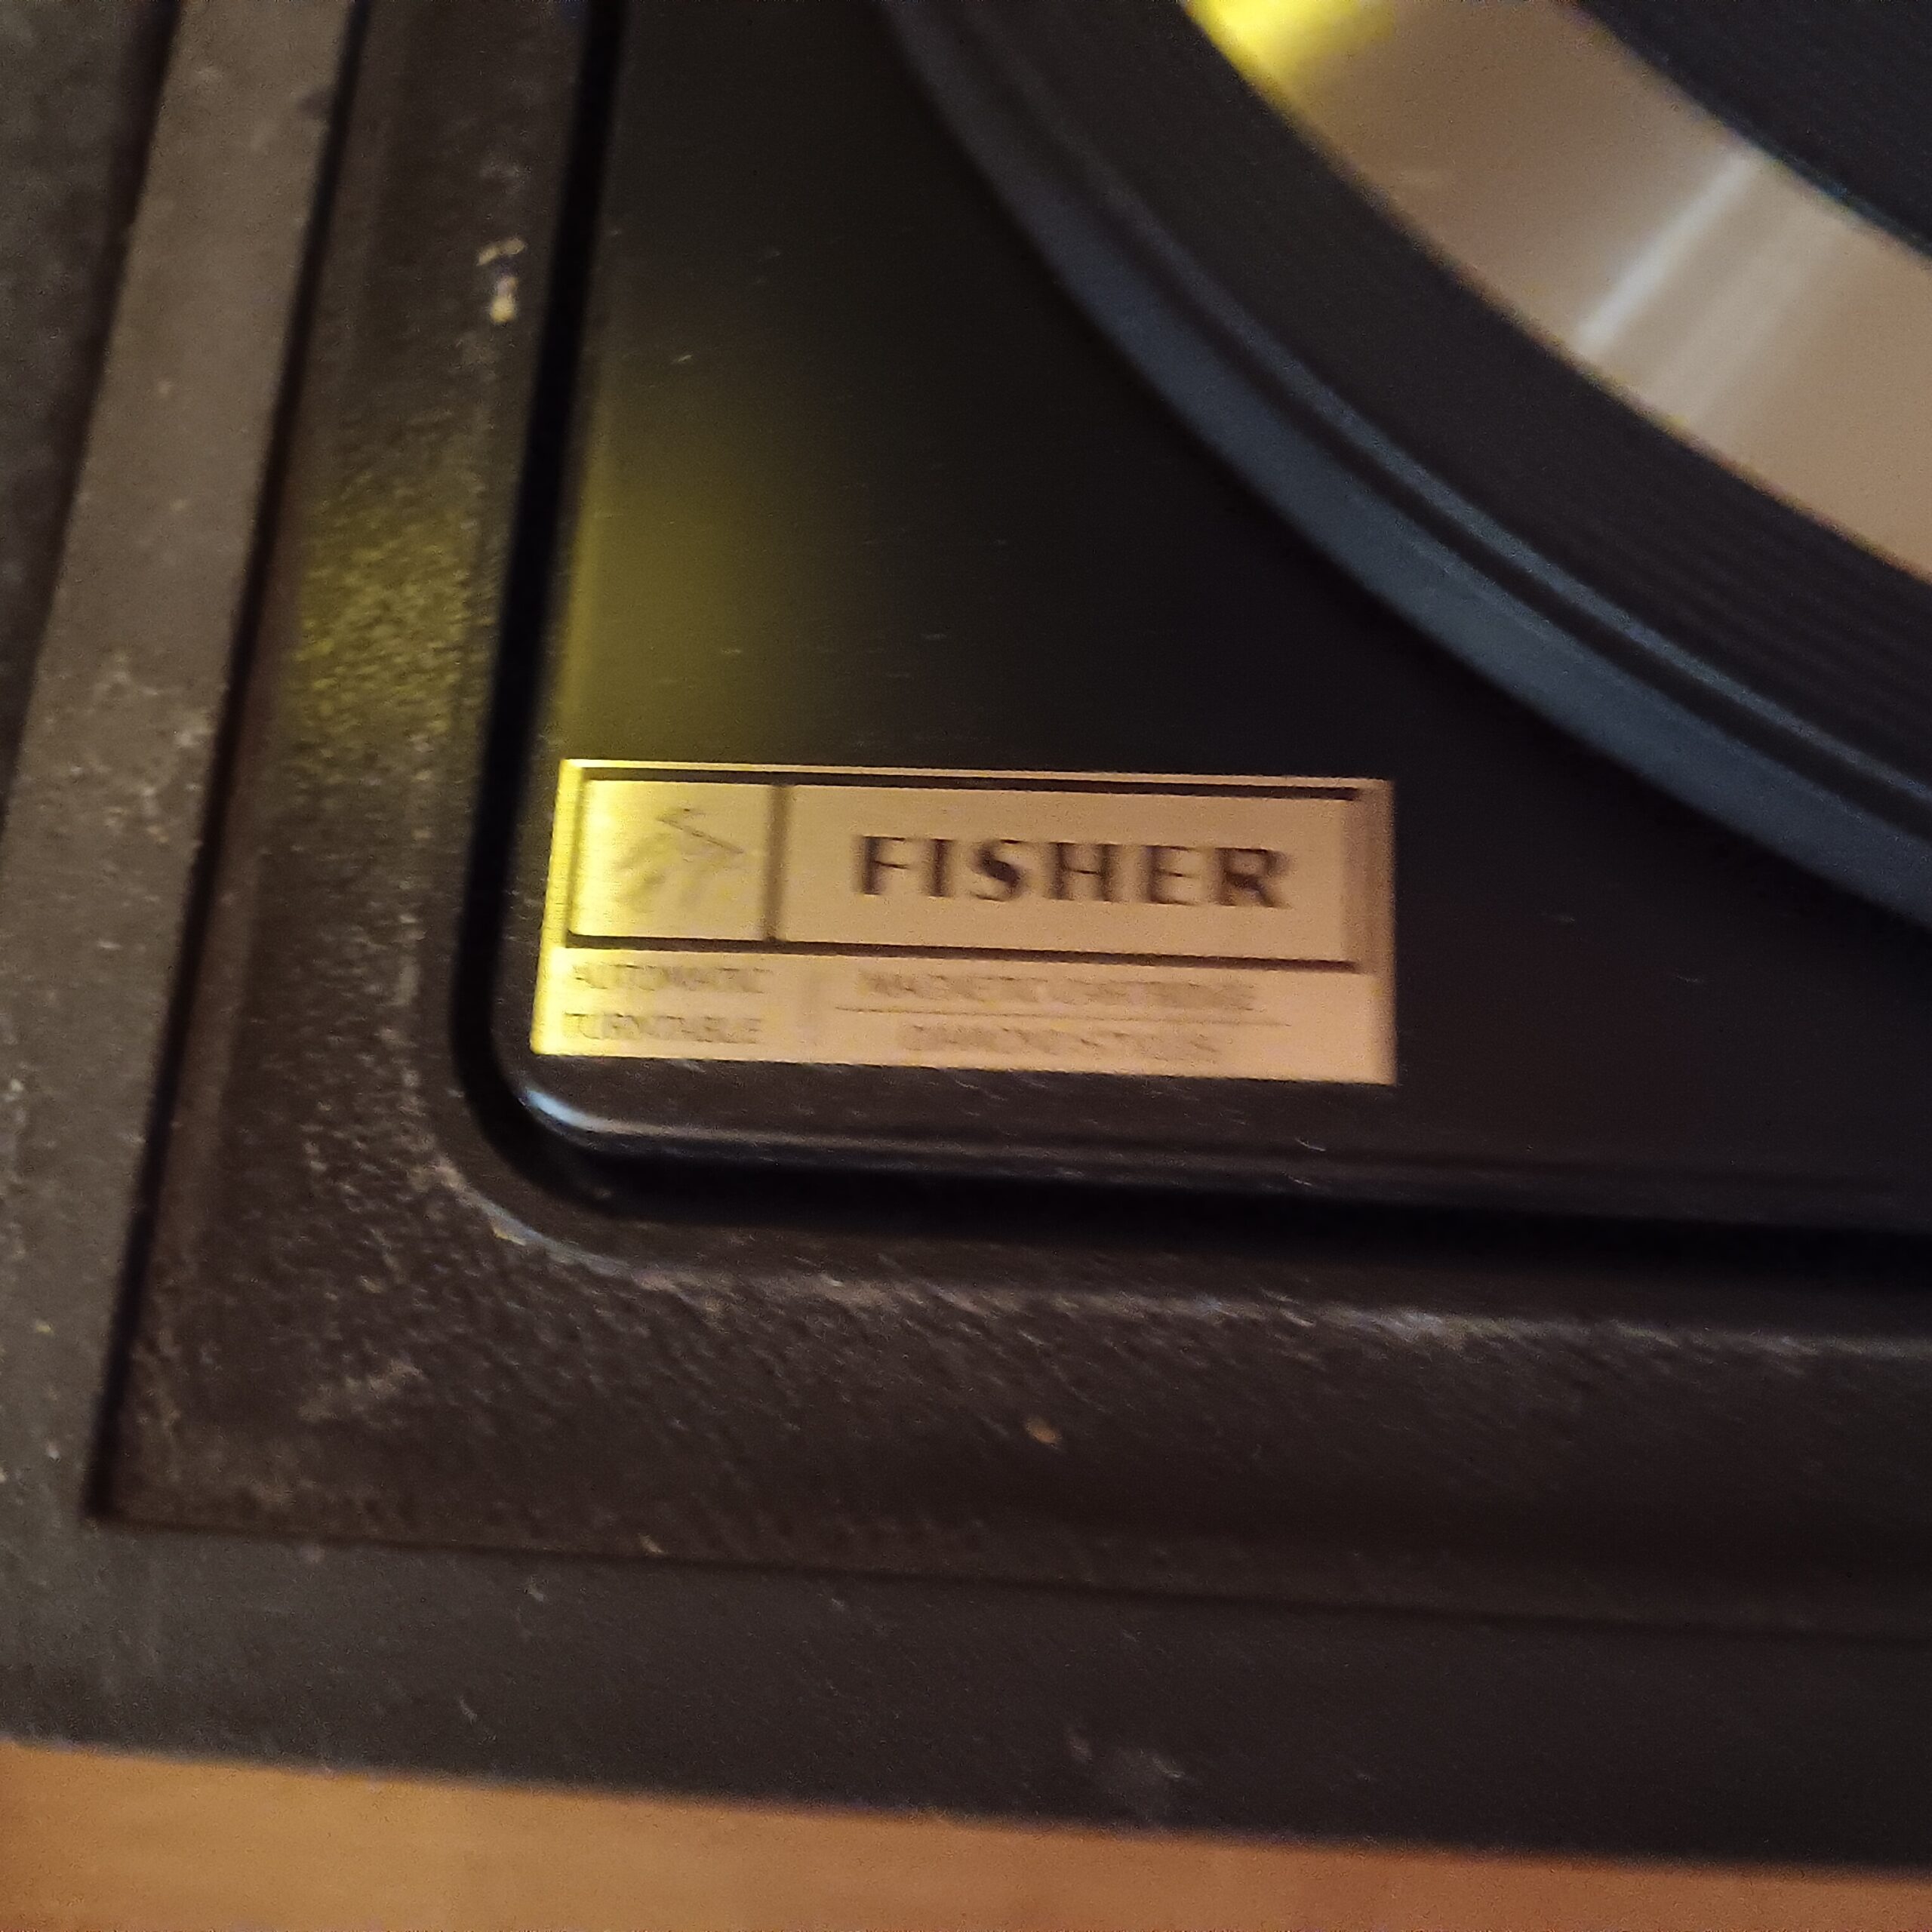 FISHER
AUTOMATIC
TURNTABLE
MAGNETIC CARTRIDGE
DIAMOND STYLUS